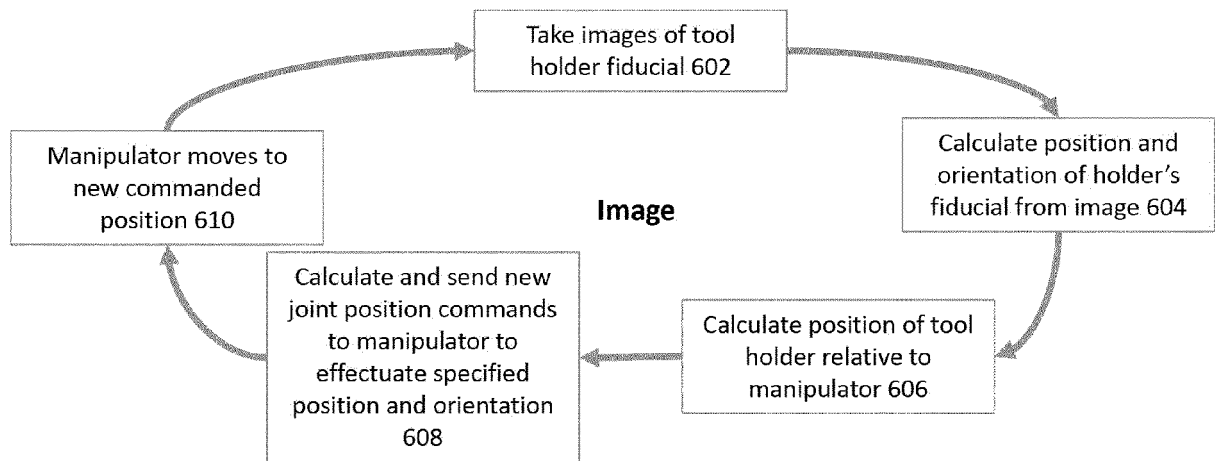 Take images of tool
holder fiducial 602
Calculate position and
orientation of holder's
fiducial from image 604
Manipulator moves to
new commanded
position 610
Image
Calculate and send new
joint position commands
to manipulator to
effectuate specified
position and orientation
608
Calculate position of tool
holder relative to
manipulator 606